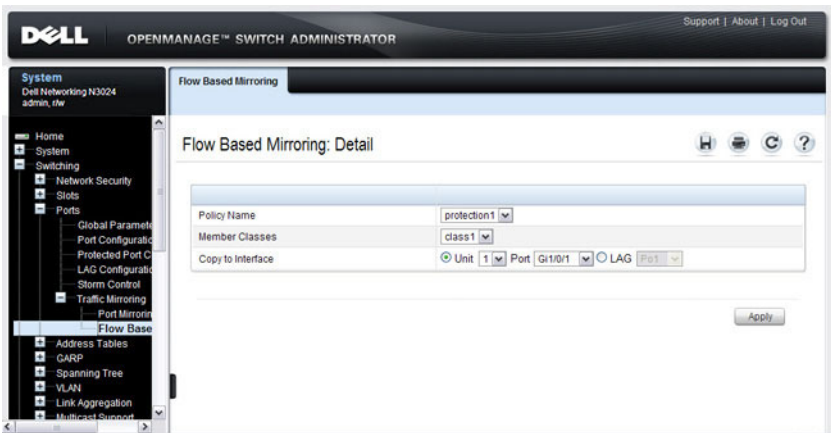 Support | About | Log Out
DELL OPENMANAGE™ SWITCH ADMINISTRATOR
System
Dell Networking N3024
admin, r/w
Home
System
Switching
Network Security
Slots
Ports
Global Paramete
Port Configuratio
Protected Port C
LAG Configuratio
Storm Control
Traffic Mirroring
Port Mirrorin
Flow Base
Address Tables
GARP
Spanning Tree
VLAN
Link Aggregation
Multicast Support
Flow Based Mirroring
Flow Based Mirroring: Detail
Policy Name protection1
Member Classes class1
Copy to Interface Unit 1 Port Gi1/0/1 LAG Po1
Apply